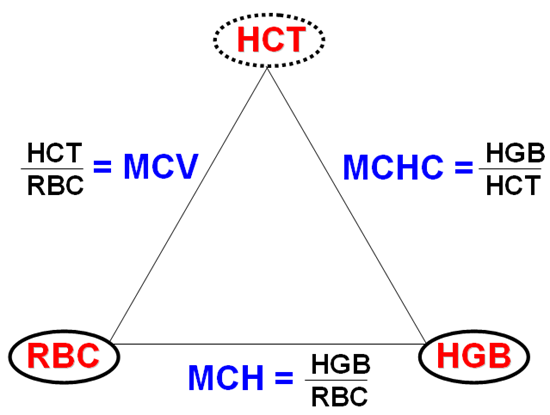 HCT
HCT
RBC
= MCV
MCHC =
HGB
HCT
RBC
HGB
MCH =
HGB
RBC